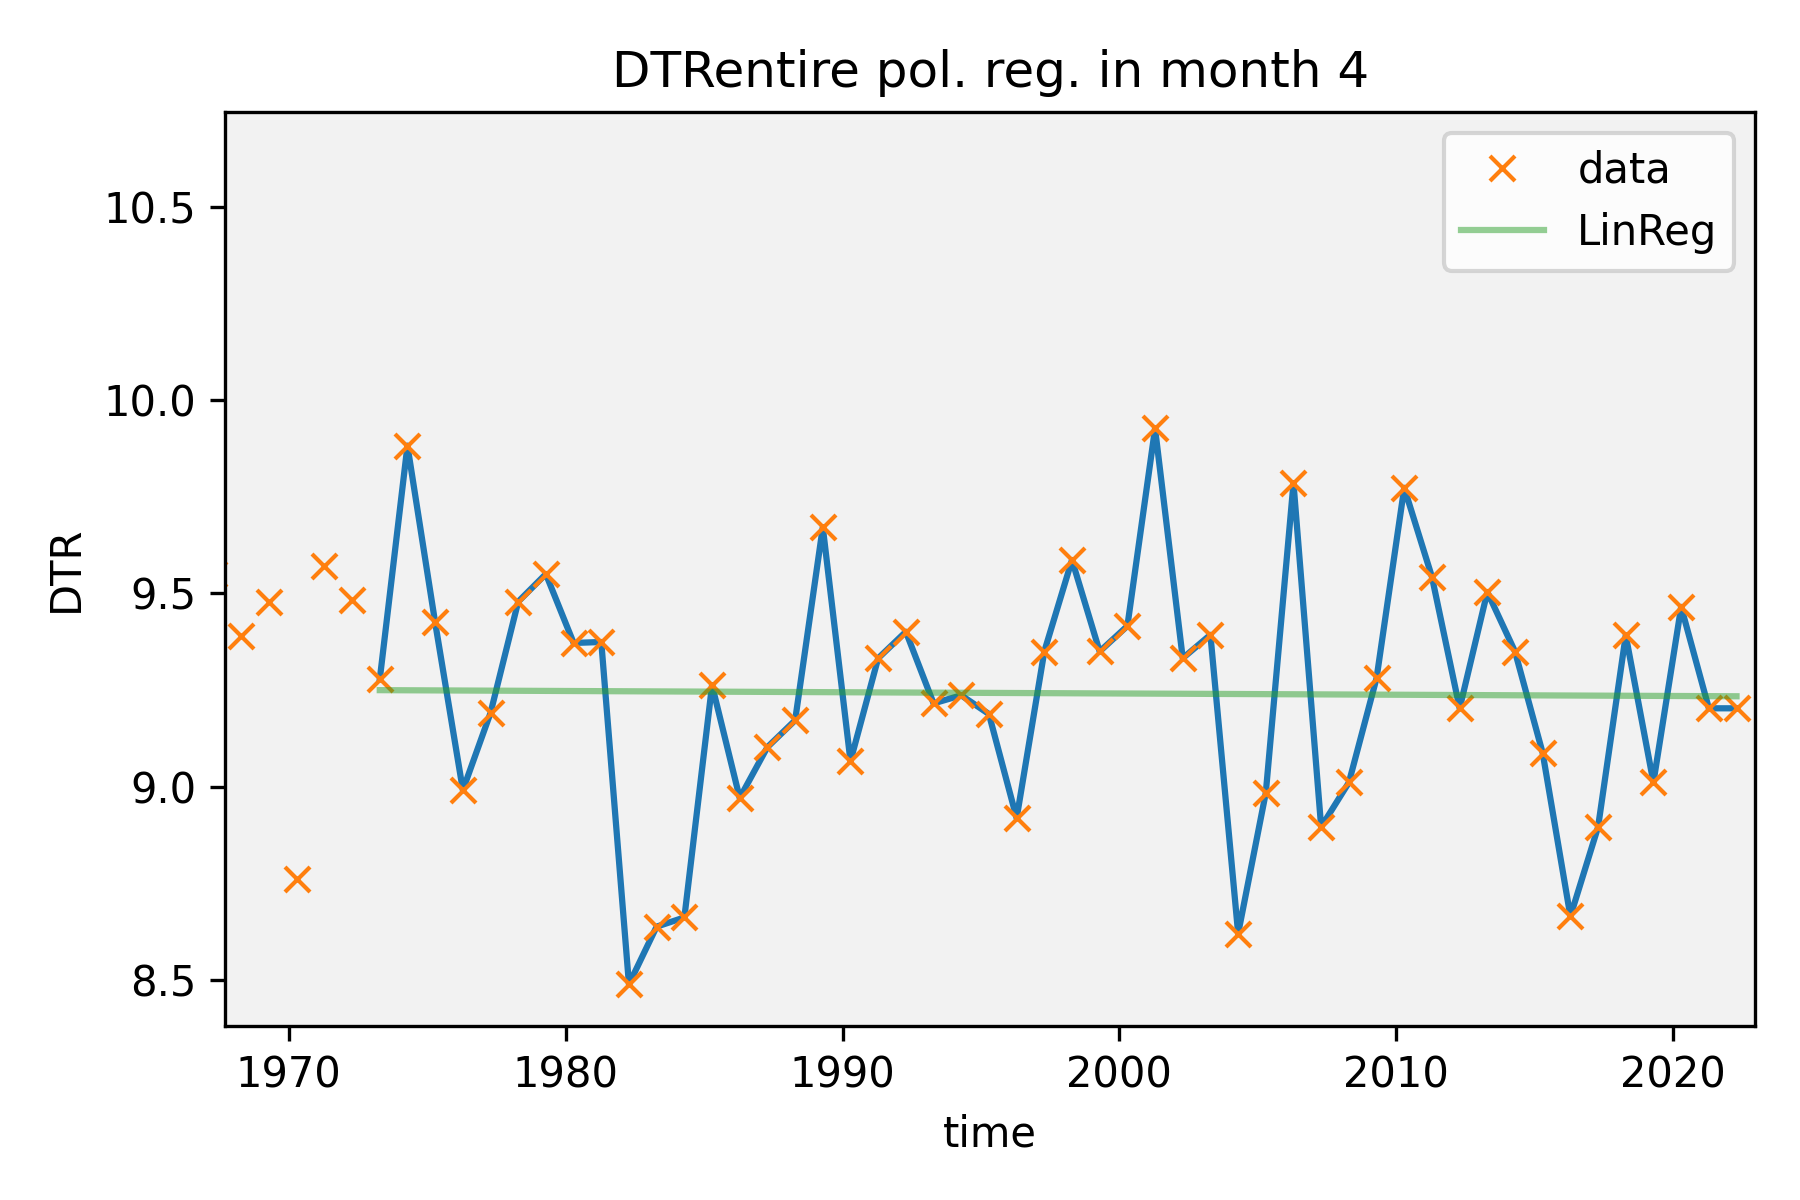 DTRentire pol. reg. in month 4
data
LinReg
10.5
10.0
9.5
9.0
8.5
DTR
1970 1980 1990 2000 2010 2020
time